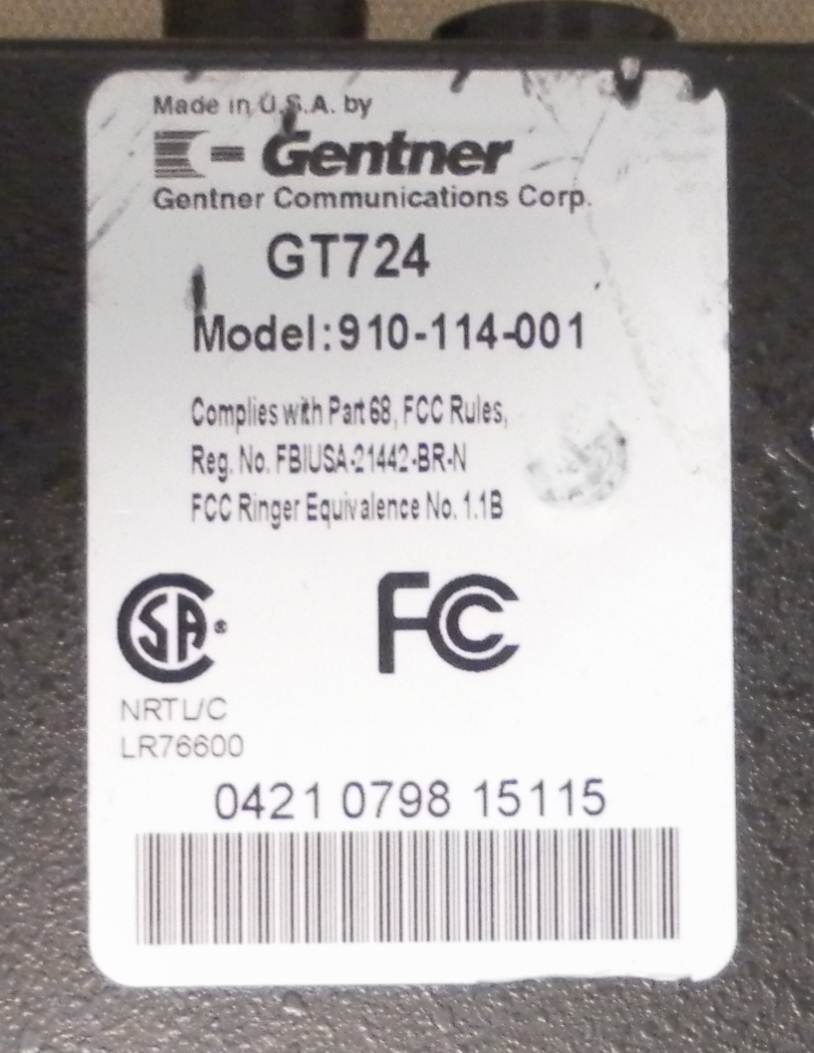 Made in U.S.A. by
Gentner
Gentner Communications Corp.
GT724
Model:910-114-001
Complies with Part 68, FCC Rules,
Reg. No. FBIUSA-21442-BR-N
FCC Ringer Equivalence No. 1.1B
SA®
FC
NRTL/C
LR76600
0421 0798 15115